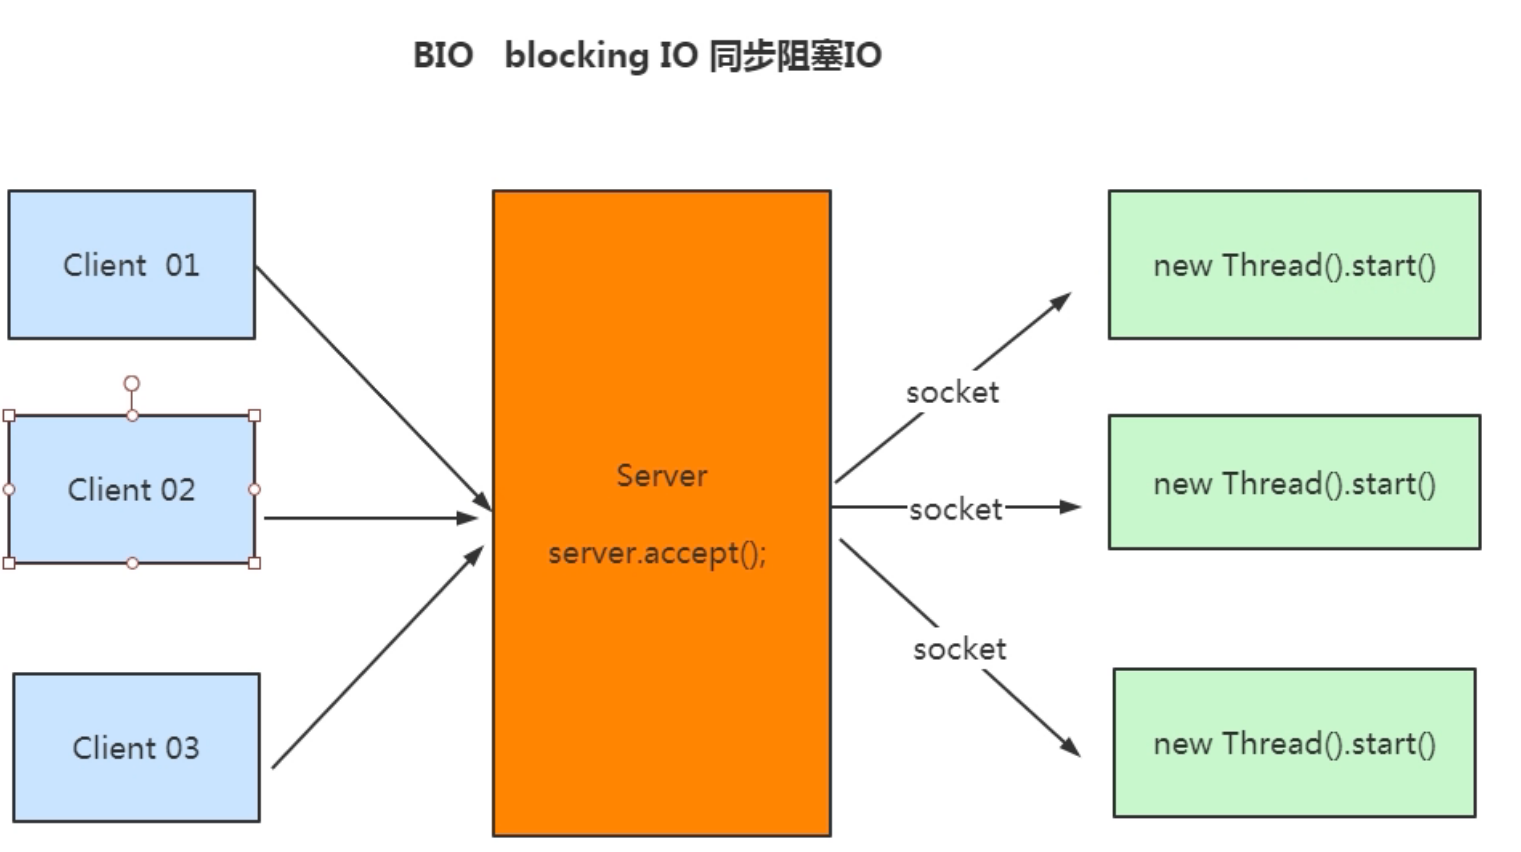 BIO   blocking IO 同步阻塞IO
Client  01
new Thread().start()
socket
Server
Client 02
new Thread().start()
socket
server.accept();
socket
Client 03
new Thread().start()